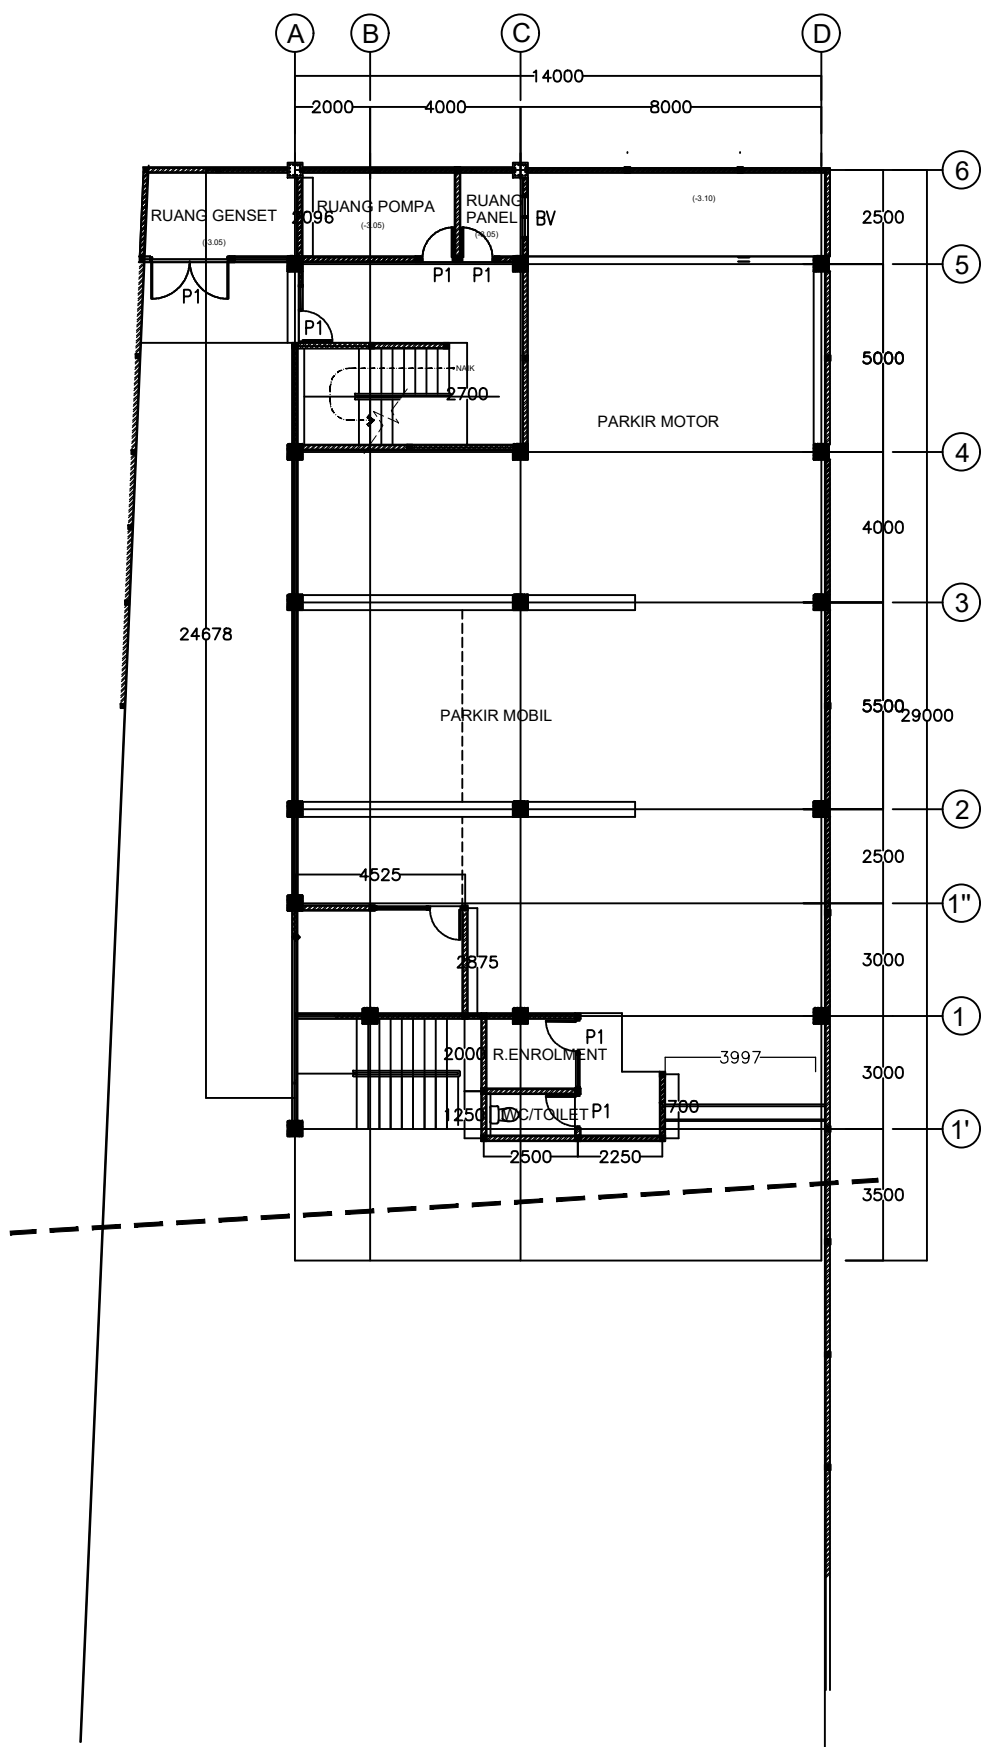 A B C D
14000
2000 4000 8000
6
RUANG GENSET
(-3.05)
2096
RUANG POMPA
(-3.05)
RUANG
PANEL
BV
(-3.10)
2500
5
P1
P1
P1
P1
5000
NAIK
2700
PARKIR MOTOR
4
4000
3
24678
PARKIR MOBIL
5500
29000
2
2500
4525
1"
2875
3000
1
P1
2000
R.ENROLMENT
3997
3000
1250
WC/TOILET
P1
700
1'
2500
2250
3500